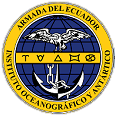 ARMADA DEL ECUADOR
INSTITUTO OCEANOGRÁFICO Y ANTÁRTICO